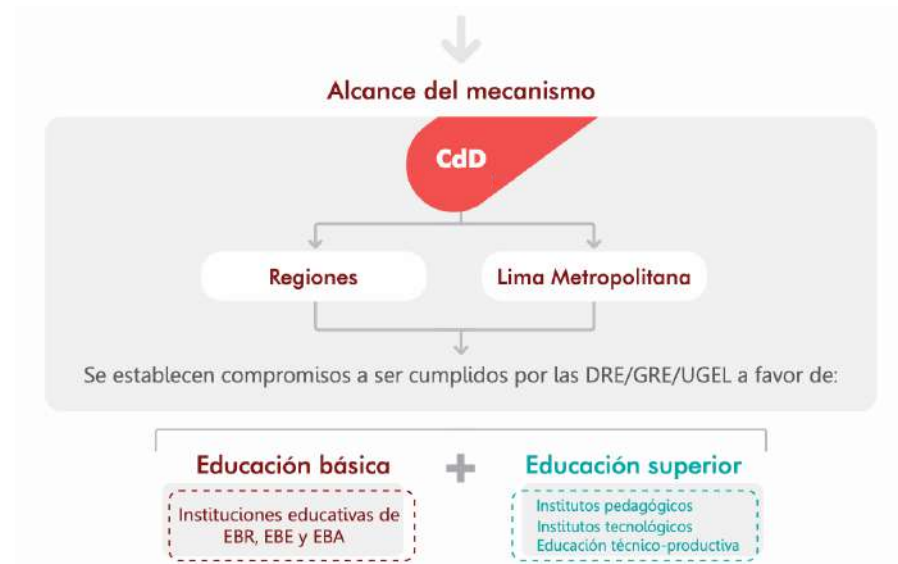 Alcance del mecanismo
CdD
Regiones
Lima Metropolitana
Se establecen compromisos a ser cumplidos por las DRE/GRE/UGEL a favor de:
Educación básica
+
Educación superior
Instituciones educativas de
EBR, EBE y EBA
Institutos pedagógicos
Institutos tecnológicos
Educación técnico-productiva